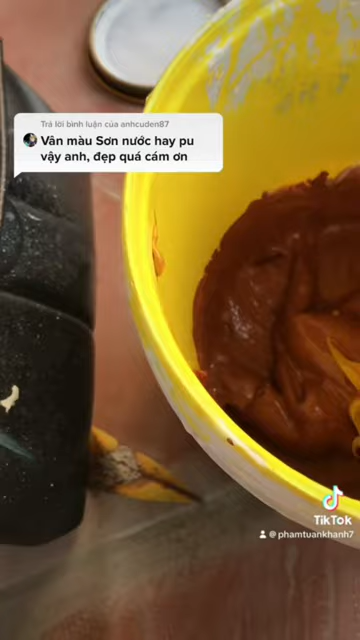 Trả lời bình luận của anhcuden87
Vân màu Sơn nước hay pu
vậy anh, đẹp quá cám ơn
TikTok
@phamtuankhanh7